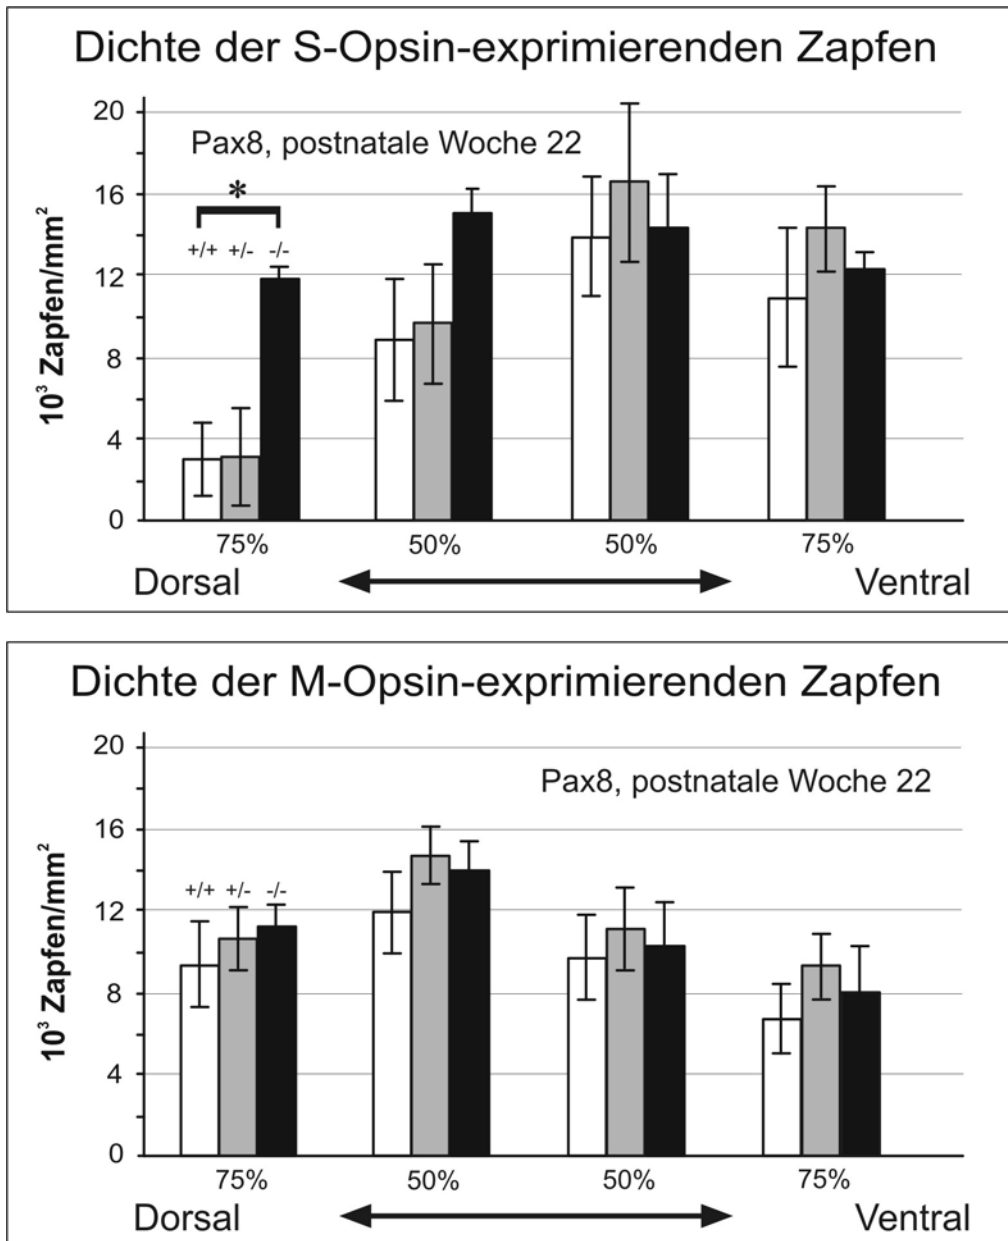 Dichte der S-Opsin-exprimierenden Zapfen
20
Pax8, postnatale Woche 22
16
*
+/+ +/- -/-
12
8
4
0
10³ Zapfen/mm²
75% 50% 50% 75%
Dorsal Ventral
Dichte der M-Opsin-exprimierenden Zapfen
20
Pax8, postnatale Woche 22
16
+/+ +/- -/-
12
8
4
0
10³ Zapfen/mm²
75% 50% 50% 75%
Dorsal Ventral